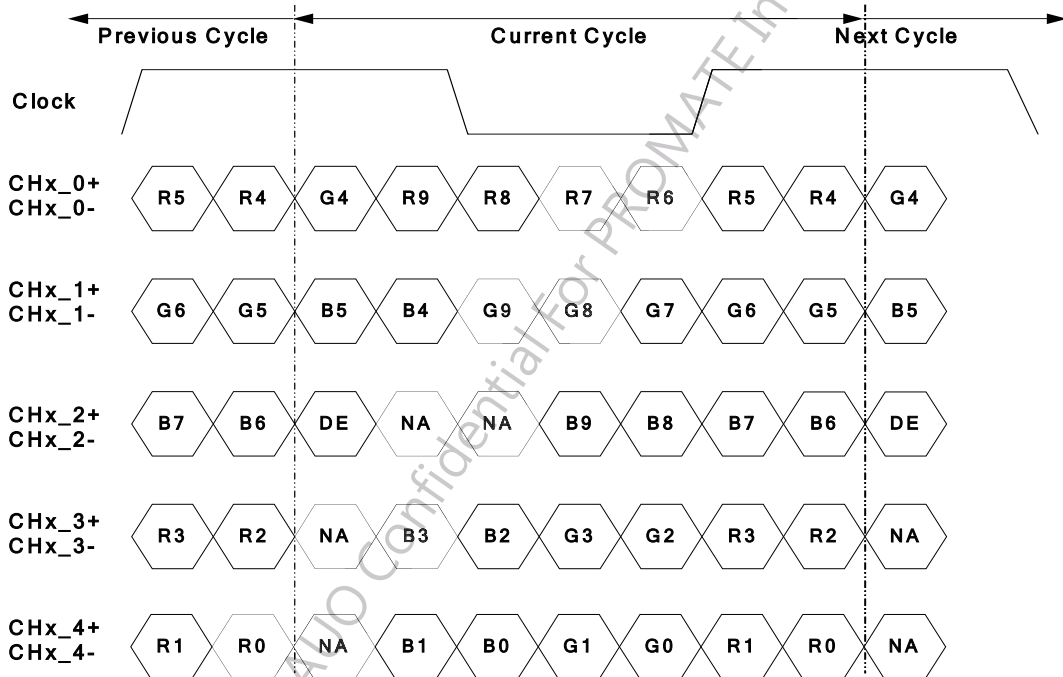 Previous Cycle Current Cycle Next Cycle
Clock
CHx_0+
CHx_0-
R5 R4 G4 R9 R8 R7 R6 R5 R4 G4
CHx_1+
CHx_1-
G6 G5 B5 B4 G9 G8 G7 G6 G5 B5
CHx_2+
CHx_2-
B7 B6 DE NA NA B9 B8 B7 B6 DE
CHx_3+
CHx_3-
R3 R2 NA B3 B2 G3 G2 R3 R2 NA
CHx_4+
CHx_4-
R1 R0 NA B1 B0 G1 G0 R1 R0 NA
AUO Confidential For PROMATE In